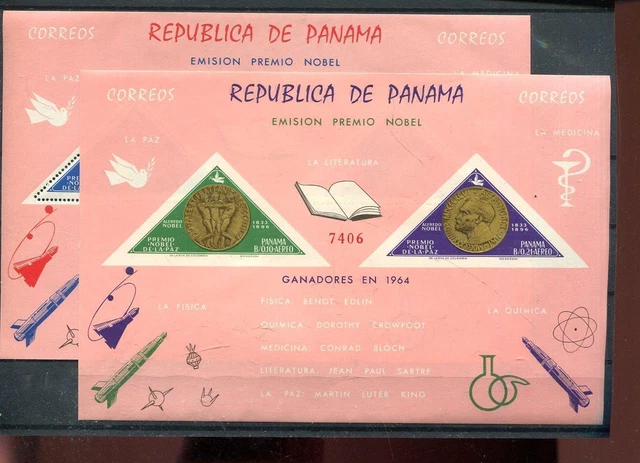 CORREOS
REPUBLICA DE PANAMA
CORREOS
EMISION PREMIO NOBEL
LA PAZ
LA MEDICINA
CORREOS
REPUBLICA DE PANAMA
CORREOS
EMISION PREMIO NOBEL
LA PAZ
LA LITERATURA
LA MEDICINA
ALFREDO NOBEL
1833 1896
PREMIO -NOBEL- DE-LA-PAZ
PANAMA
B/0.10-AEREO
7406
ALFREDO NOBEL
1833 1896
PREMIO -NOBEL- DE-LA-PAZ
PANAMA
B/0.21-AEREO
GANADORES EN 1964
LA FISICA
FISICA: BENGT EDLIN
LA QUIMICA
QUIMICA: DOROTHY CROWFOOT
MEDICINA: CONRAD BLOCH
LITERATURA: JEAN PAUL SARTRE
LA PAZ: MARTIN LUTER KING